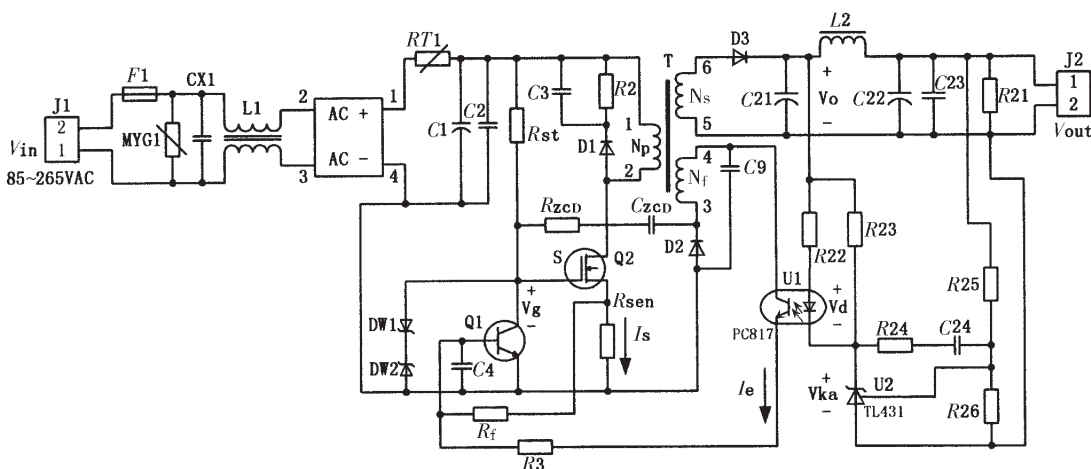 J1
Vin
2
1
85~265VAC
F1
MYG1
CX1
L1
2
3
AC +
AC -
1
4
RT1
C1
C2
Rst
C3
R2
D1
1
Np
2
T
6
Ns
5
4
Nf
3
C9
D2
RZCD
CZCD
S
Q2
+
Vg
-
Rsen
Is
Q1
DW1
DW2
C4
Rf
R3
Ie
D3
C21
+
Vo
-
L2
C22
C23
R21
J2
1
2
Vout
R22
R23
U1
PC817
+
Vd
-
R24
C24
R25
R26
+
Vka
-
U2
TL431